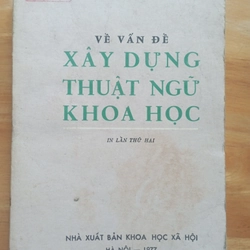 VỀ VẤN ĐỀ
XÂY DỰNG
THUẬT NGỮ
KHOA HỌC
IN LẦN THỨ HAI
NHÀ XUẤT BẢN KHOA HỌC XÃ HỘI
HÀ NỘI — 1977